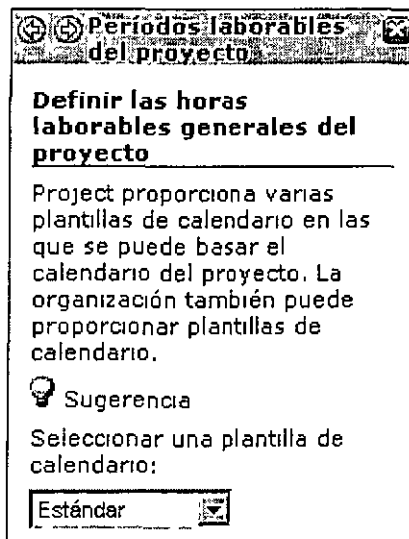 Períodos laborables
del proyecto
Definir las horas
laborables generales del
proyecto
Project proporciona varias
plantillas de calendario en las
que se puede basar el
calendario del proyecto. La
organización también puede
proporcionar plantillas de
calendario.
Sugerencia
Seleccionar una plantilla de
calendario:
Estándar